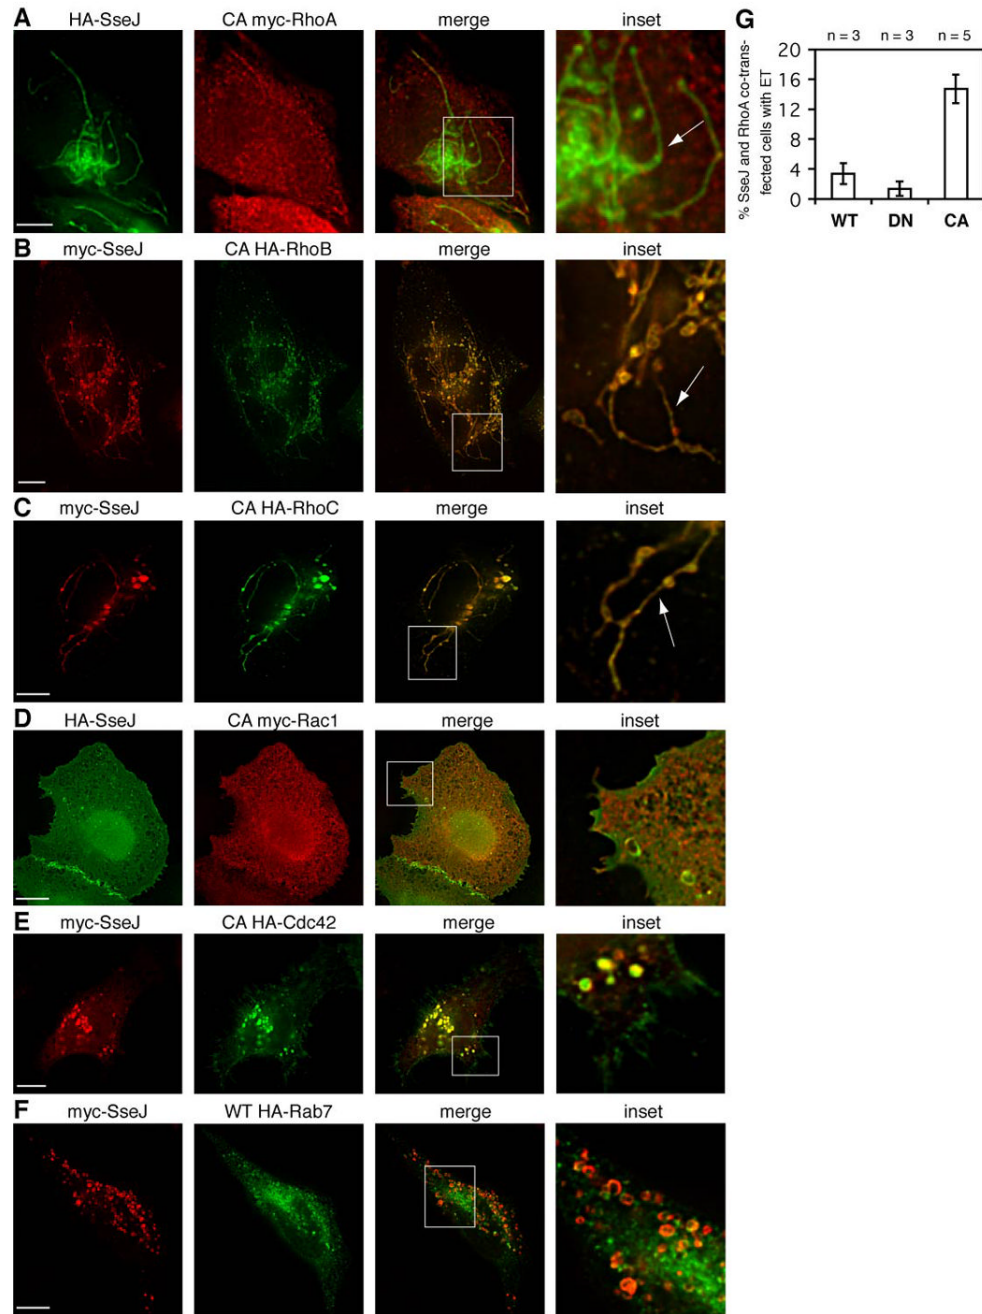 A
HA-SseJ CA myc-RhoA merge inset
B
myc-SseJ CA HA-RhoB merge inset
C
myc-SseJ CA HA-RhoC merge inset
D
HA-SseJ CA myc-Rac1 merge inset
E
myc-SseJ CA HA-Cdc42 merge inset
F
myc-SseJ WT HA-Rab7 merge inset
G
n = 3 n = 3 n = 5
% SseJ and RhoA co-trans-
fected cells with ET
20
16
12
8
4
0
WT DN CA